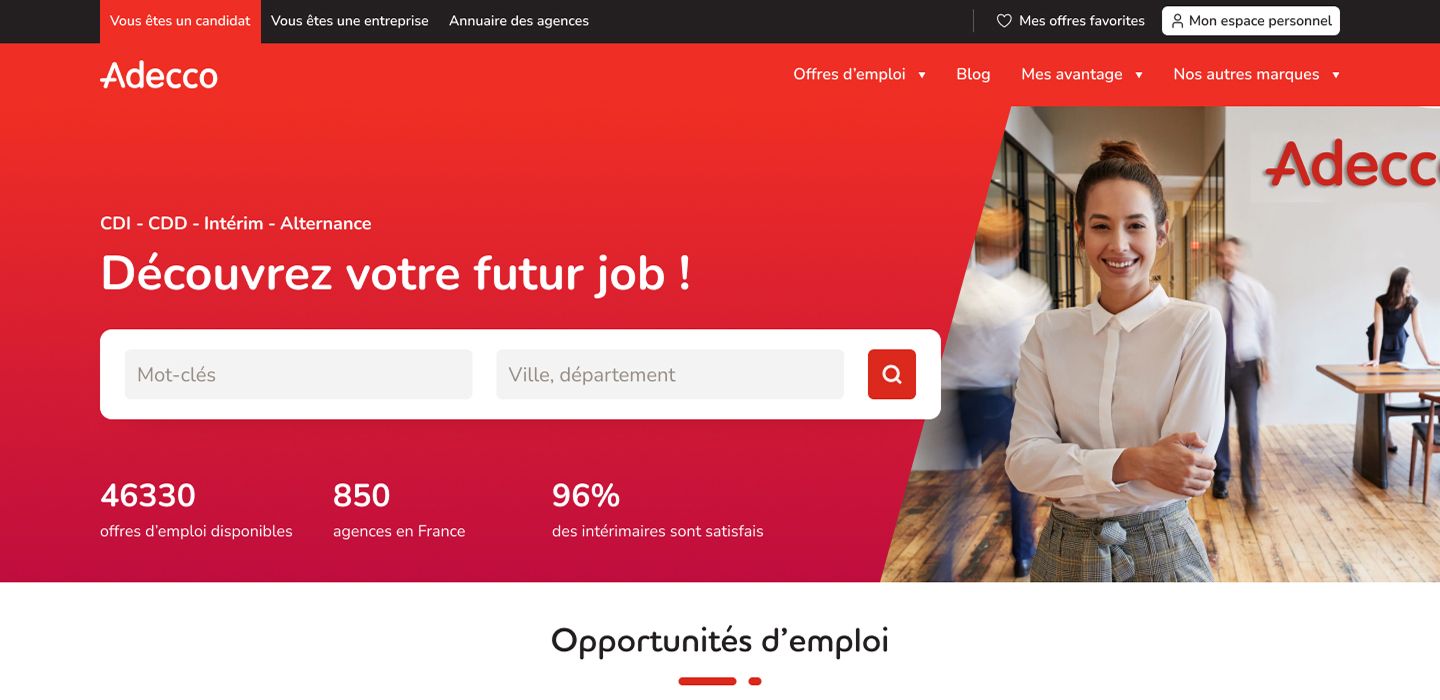 Vous êtes un candidat
Vous êtes une entreprise
Annuaire des agences
Mes offres favorites
Mon espace personnel
Adecco
Offres d'emploi
Blog
Mes avantage
Nos autres marques
Adecc
CDI - CDD - Intérim - Alternance
Découvrez votre futur job !
Mot-clés
Ville, département
46330
offres d'emploi disponibles
850
agences en France
96%
des intérimaires sont satisfais
Opportunités d'emploi